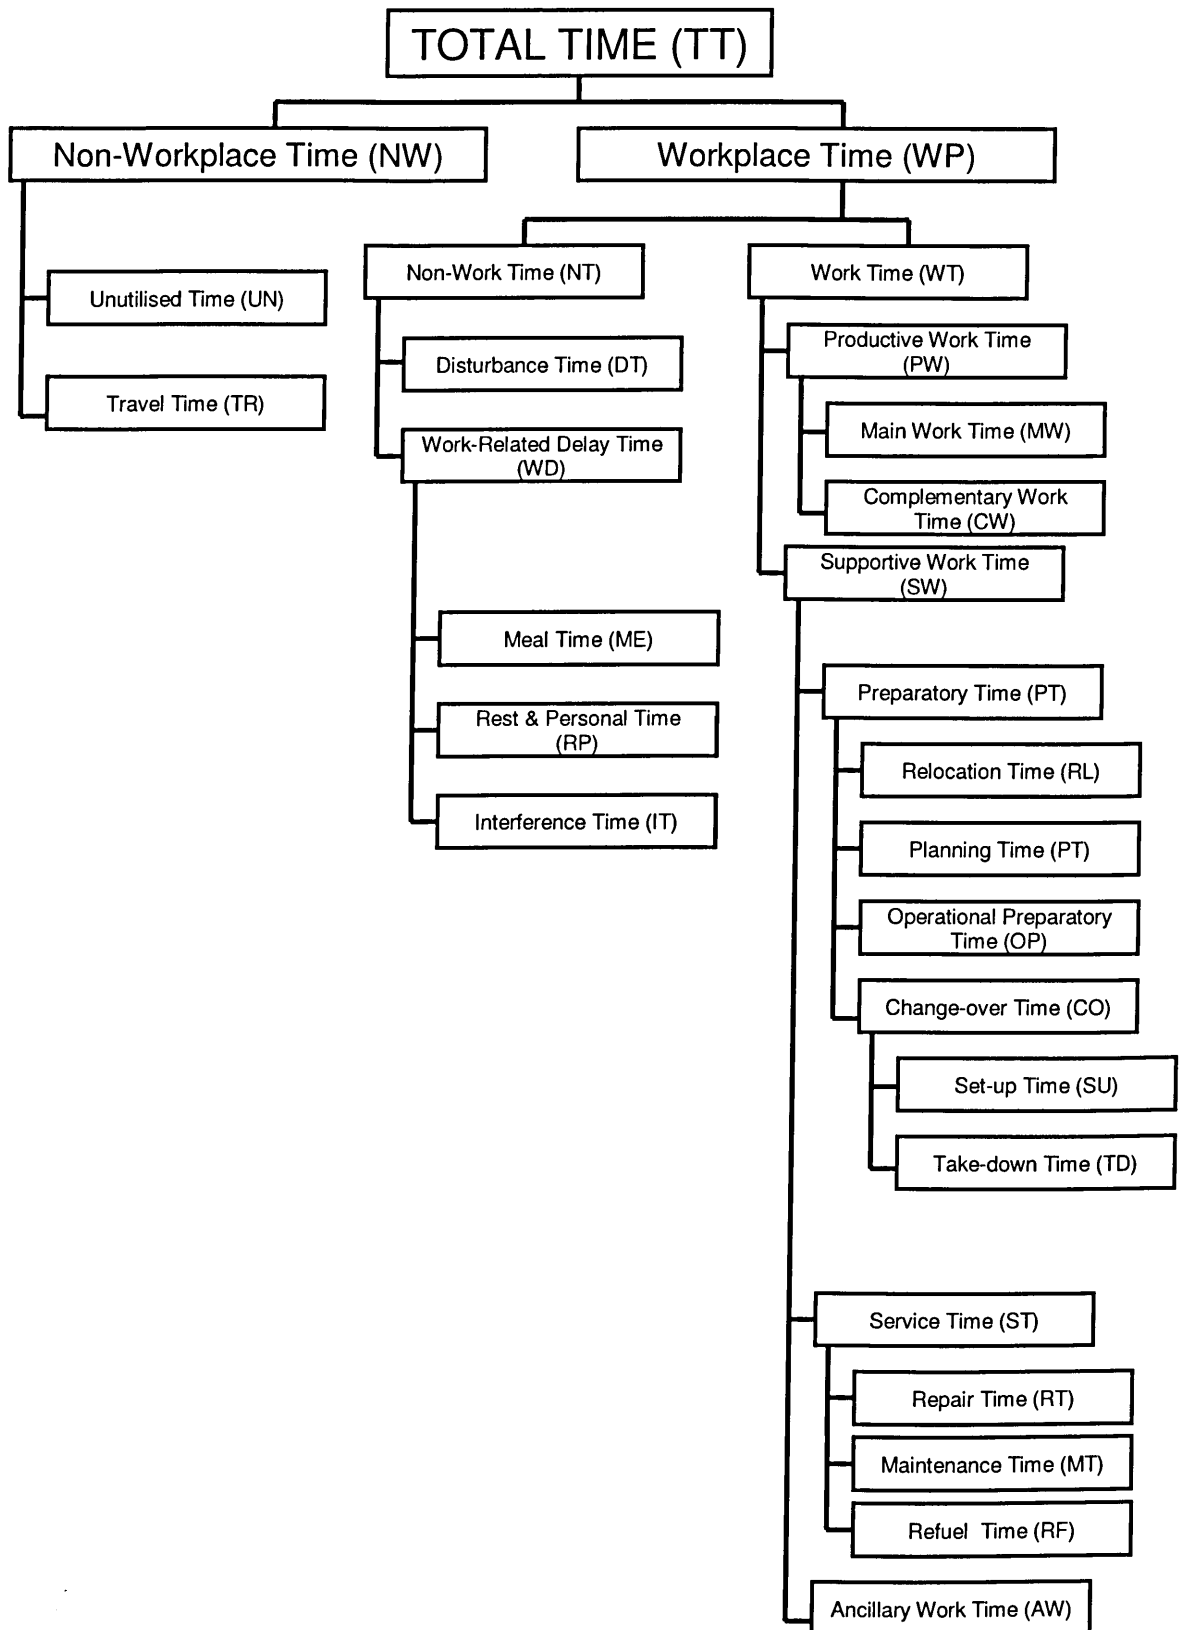 TOTAL TIME (TT)
Non-Workplace Time (NW)
Workplace Time (WP)
Unutilised Time (UN)
Travel Time (TR)
Non-Work Time (NT)
Disturbance Time (DT)
Work-Related Delay Time
(WD)
Meal Time (ME)
Rest & Personal Time
(RP)
Interference Time (IT)
Work Time (WT)
Productive Work Time
(PW)
Main Work Time (MW)
Complementary Work
Time (CW)
Supportive Work Time
(SW)
Preparatory Time (PT)
Relocation Time (RL)
Planning Time (PT)
Operational Preparatory
Time (OP)
Change-over Time (CO)
Set-up Time (SU)
Take-down Time (TD)
Service Time (ST)
Repair Time (RT)
Maintenance Time (MT)
Refuel Time (RF)
Ancillary Work Time (AW)